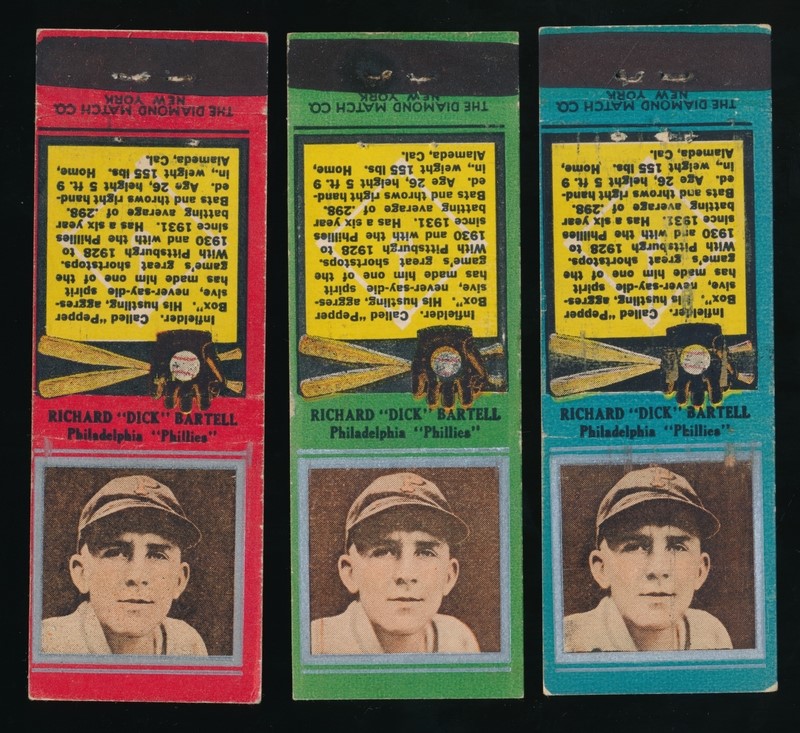 THE DIAMOND MATCH CO.
NEW YORK
Infielder. Called "Pepper
Box". His hustling, aggres-
sive, never-say-die spirit
has made him one of the
game's great shortstops.
With Pittsburgh 1928 to
1930 and with the Phillies
since 1931. Has a six year
batting average of .298.
Bats and throws right hand-
ed. Age 26, height 5 ft. 9
in., weight 155 lbs. Home,
Alameda, Cal.
RICHARD "DICK" BARTELL
Philadelphia "Phillies"
THE DIAMOND MATCH CO.
NEW YORK
Infielder. Called "Pepper
Box". His hustling, aggres-
sive, never-say-die spirit
has made him one of the
game's great shortstops.
With Pittsburgh 1928 to
1930 and with the Phillies
since 1931. Has a six year
batting average of .298.
Bats and throws right hand-
ed. Age 26, height 5 ft. 9
in., weight 155 lbs. Home,
Alameda, Cal.
RICHARD "DICK" BARTELL
Philadelphia "Phillies"
THE DIAMOND MATCH CO.
NEW YORK
Infielder. Called "Pepper
Box". His hustling, aggres-
sive, never-say-die spirit
has made him one of the
game's great shortstops.
With Pittsburgh 1928 to
1930 and with the Phillies
since 1931. Has a six year
batting average of .298.
Bats and throws right hand-
ed. Age 26, height 5 ft. 9
in., weight 155 lbs. Home,
Alameda, Cal.
RICHARD "DICK" BARTELL
Philadelphia "Phillies"